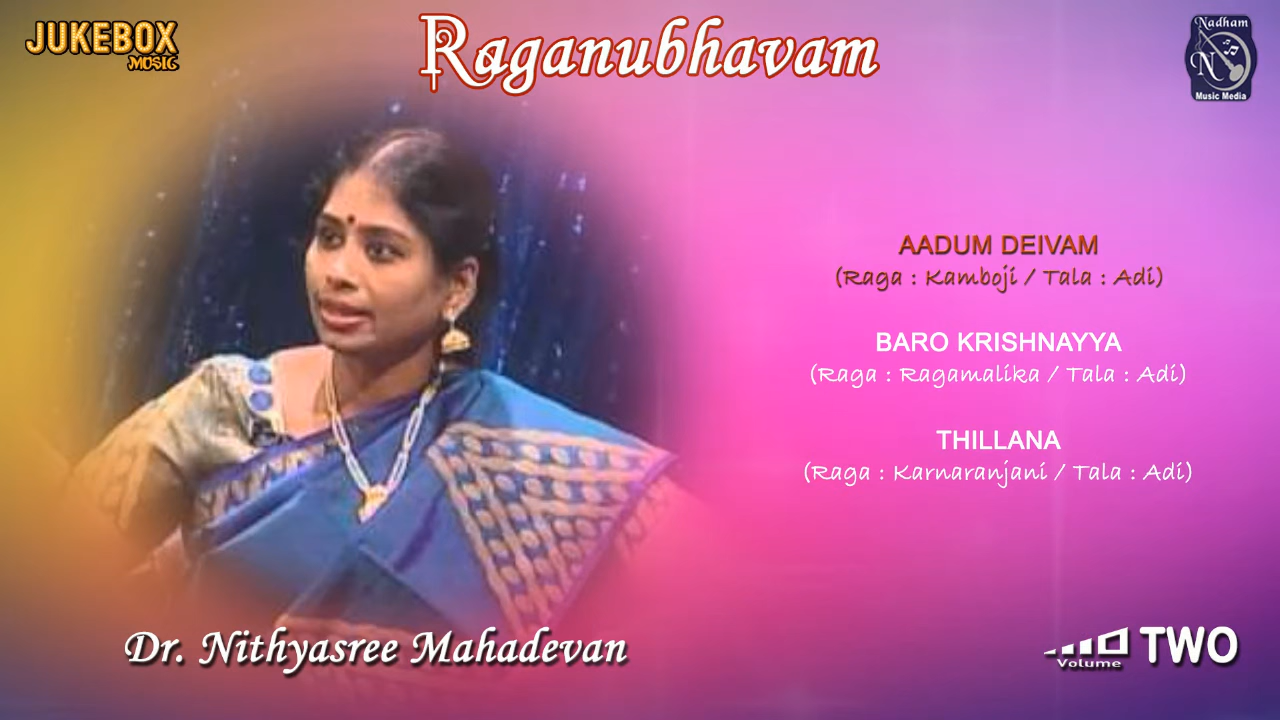 JUKEBOX
MUSIC
Raganubhavam
Nadham
N
Music Media
AADUM DEIVAM
(Raga : Kamboji / Tala : Adi)
BARO KRISHNAYYA
(Raga : Ragamalika / Tala : Adi)
THILLANA
(Raga : Karnaranjani / Tala : Adi)
Dr. Nithyasree Mahadevan
Volume TWO